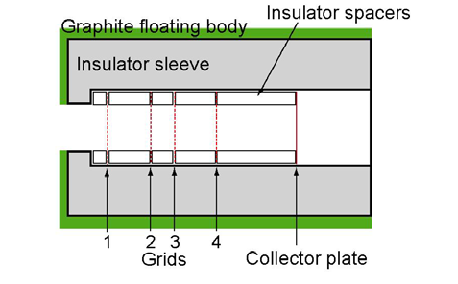 Insulator spacers
Graphite floating body
Insulator sleeve
1 2 3 4
Grids
Collector plate